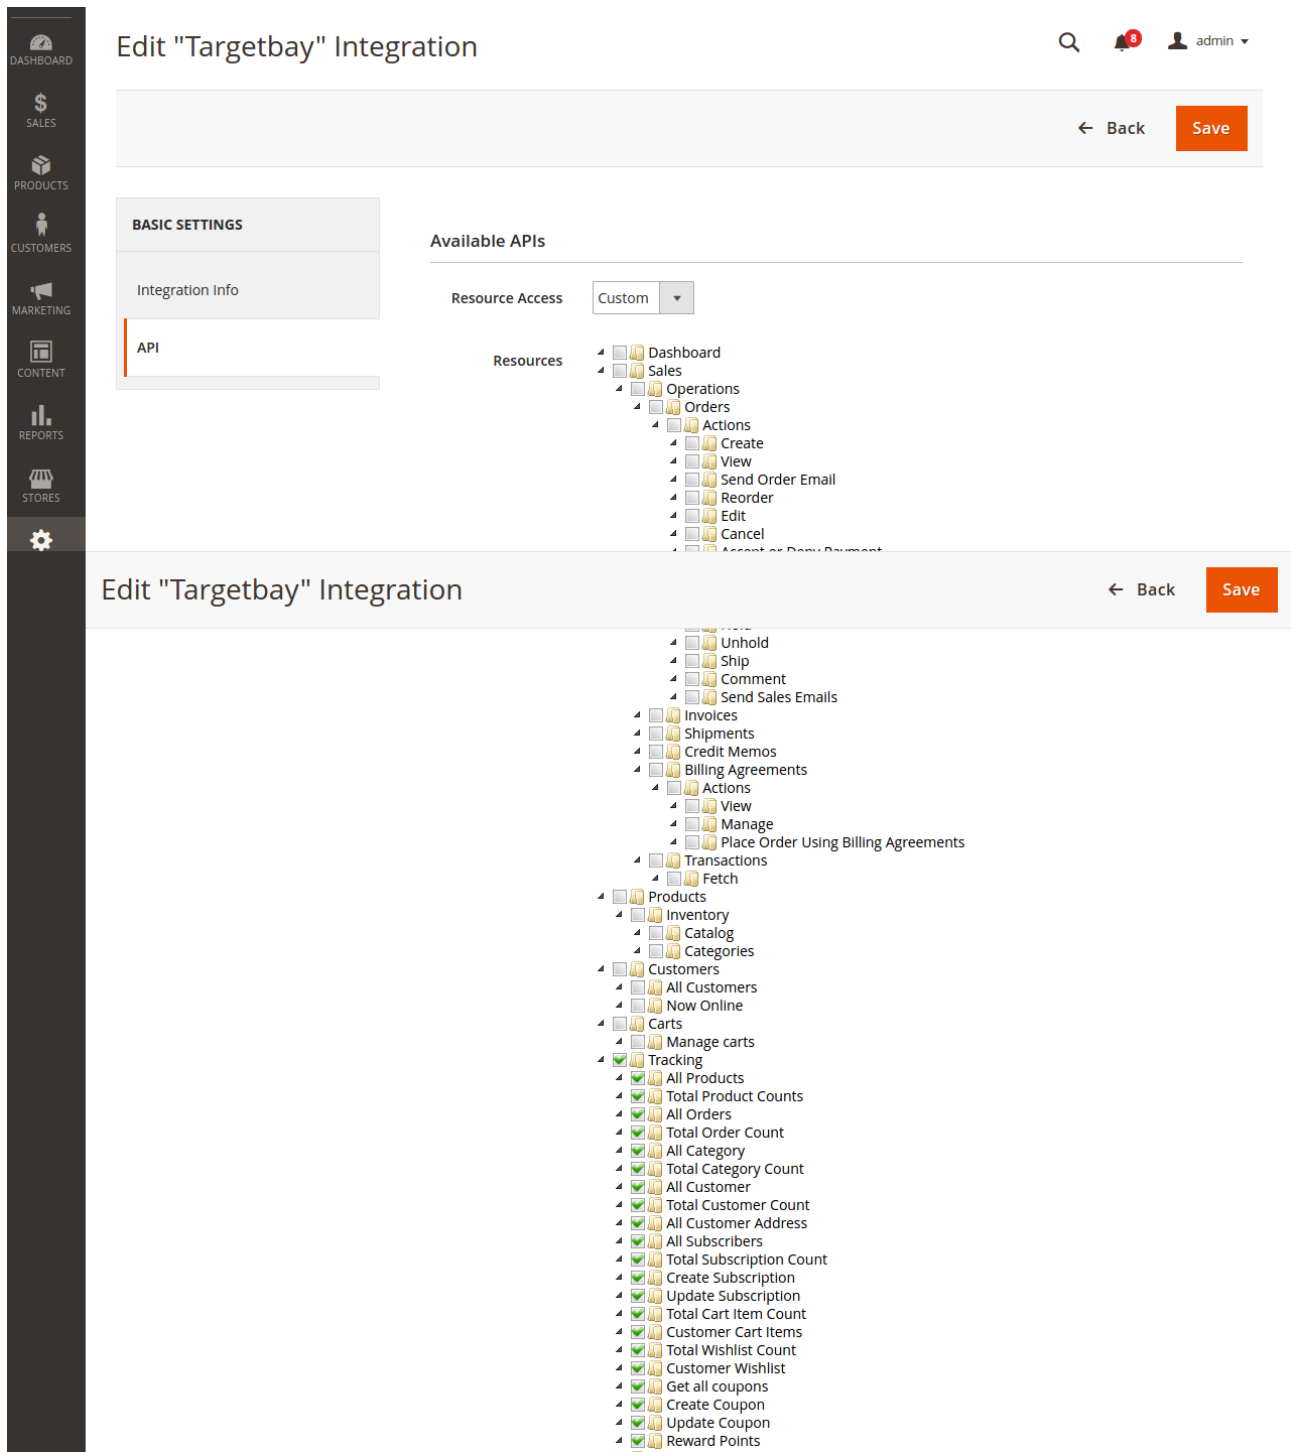 Edit "Targetbay" Integration
8
admin
DASHBOARD
SALES
PRODUCTS
CUSTOMERS
MARKETING
CONTENT
REPORTS
STORES
Back
Save
BASIC SETTINGS
Integration Info
API
Available APIs
Resource Access
Custom
Resources
Dashboard
Sales
Operations
Orders
Actions
Create
View
Send Order Email
Reorder
Edit
Cancel
Accept or Deny Payment
Edit "Targetbay" Integration
Back
Save
Unhold
Ship
Comment
Send Sales Emails
Invoices
Shipments
Credit Memos
Billing Agreements
Actions
View
Manage
Place Order Using Billing Agreements
Transactions
Fetch
Products
Inventory
Catalog
Categories
Customers
All Customers
Now Online
Carts
Manage carts
Tracking
All Products
Total Product Counts
All Orders
Total Order Count
All Category
Total Category Count
All Customer
Total Customer Count
All Customer Address
All Subscribers
Total Subscription Count
Create Subscription
Update Subscription
Total Cart Item Count
Customer Cart Items
Total Wishlist Count
Customer Wishlist
Get all coupons
Create Coupon
Update Coupon
Reward Points